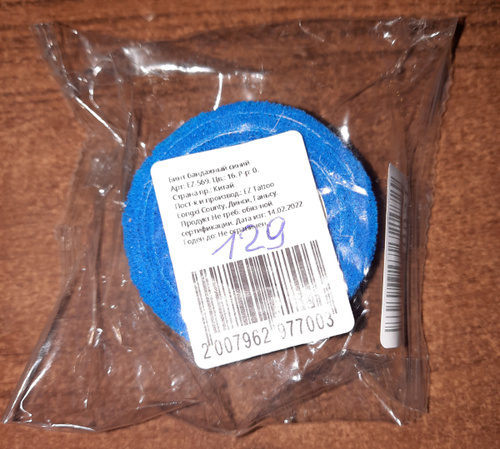 Бинт бандажный синий
Арт: EZ 569. Цв.: 16. Р-р: 0.
Страна пр.: Китай
Пост-к и производ.: EZ Tattoo
Longxi County, Динси, Ганьсу.
Продукт Не треб. обяз-ной
сертификации. Дата изг: 14.02.2022
Годен до: Не ограничен
129
2 007962 977003